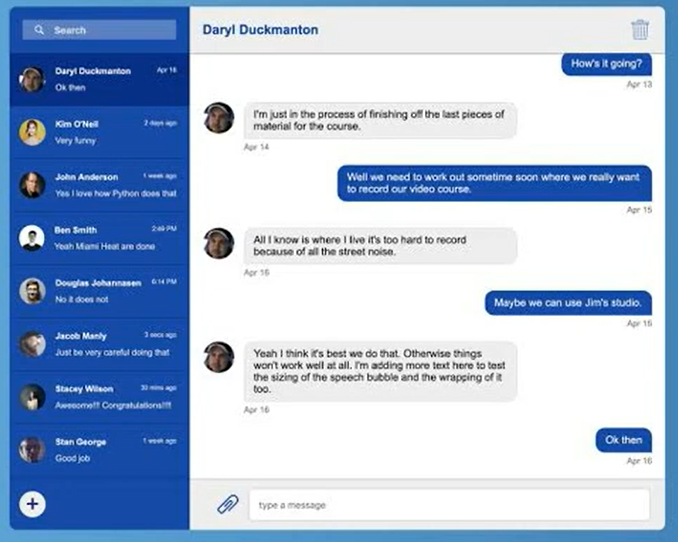 Search
Daryl Duckmanton Apr 16
Ok then
Kim O'Neil 2 days ago
Very funny
John Anderson 1 week ago
Yes I love how Python does that
Ben Smith 2:49 PM
Yeah Miami Heat are done
Douglas Johannasen 6:14 PM
No it does not
Jacob Manly 3 secs ago
Just be very careful doing that
Stacey Wilson 30 mins ago
Awesome!!! Congratulations!!!!
Stan George 1 week ago
Good job
Daryl Duckmanton
How's it going?
Apr 13
I'm just in the process of finishing off the last pieces of
material for the course.
Apr 14
Well we need to work out sometime soon where we really want
to record our video course.
Apr 15
All I know is where I live it's too hard to record
because of all the street noise.
Apr 16
Maybe we can use Jim's studio.
Apr 15
Yeah I think it's best we do that. Otherwise things
won't work well at all. I'm adding more text here to test
the sizing of the speech bubble and the wrapping of it
too.
Apr 16
Ok then
Apr 16
type a message